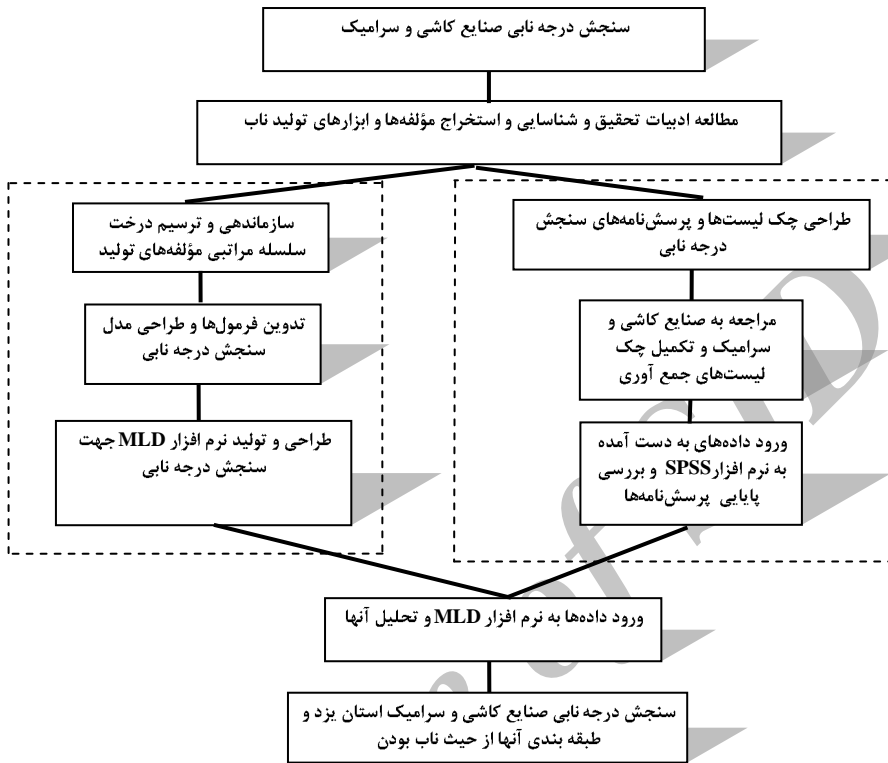 سنجش درجه نابی صنایع کاشی و سرامیک
مطالعه ادبیات تحقیق و شناسایی و استخراج مؤلفه‌ها و ابزارهای تولید ناب
طراحی چک لیست‌ها و پرسش‌نامه‌های سنجش
درجه نابی
مراجعه به صنایع کاشی و
سرامیک و تکمیل چک
لیست‌های جمع آوری
ورود داده‌های به دست آمده
به نرم افزار SPSS و بررسی
پایایی پرسش‌نامه‌ها
سازماندهی و ترسیم درخت
سلسله مراتبی مؤلفه‌های تولید
تدوین فرمول‌ها و طراحی مدل
سنجش درجه نابی
طراحی و تولید نرم افزار MLD جهت
سنجش درجه نابی
ورود داده‌ها به نرم افزار MLD و تحلیل آنها
سنجش درجه نابی صنایع کاشی و سرامیک استان یزد و
طبقه بندی آنها از حیث ناب بودن
of SID